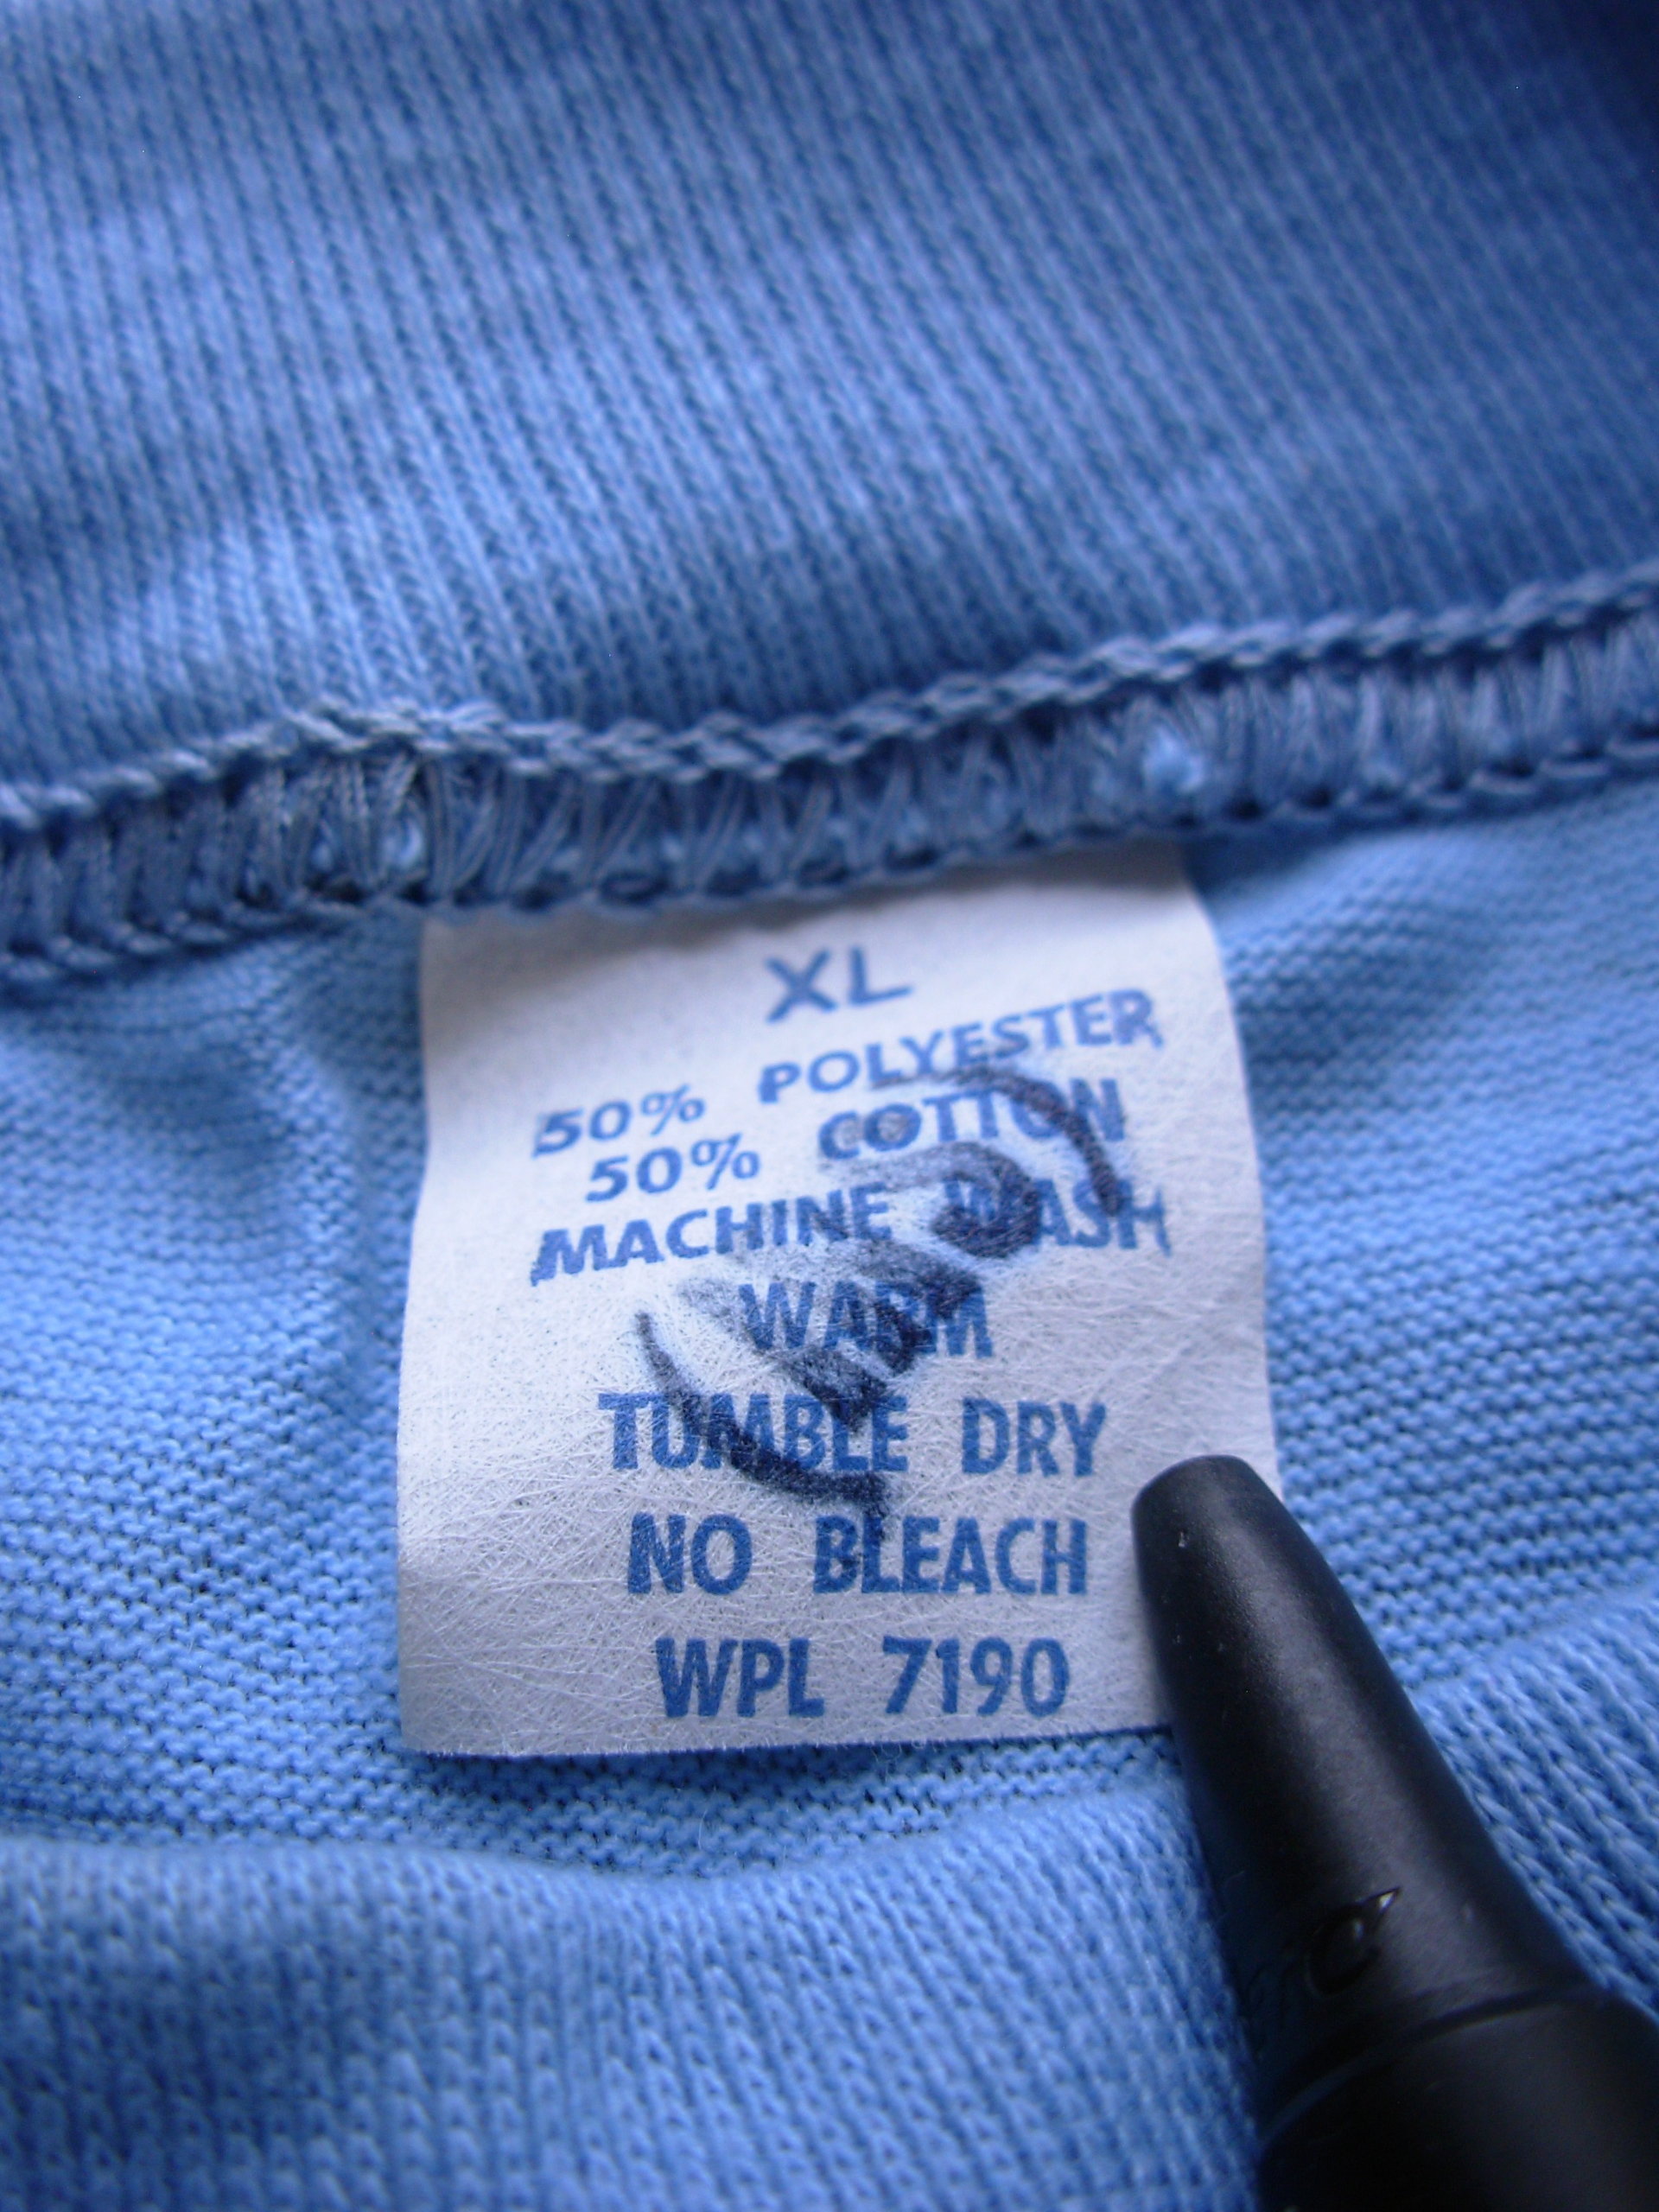 XL
50% POLYESTER
50% COTTON
MACHINE WASH
WARM
TUMBLE DRY
NO BLEACH
WPL 7190